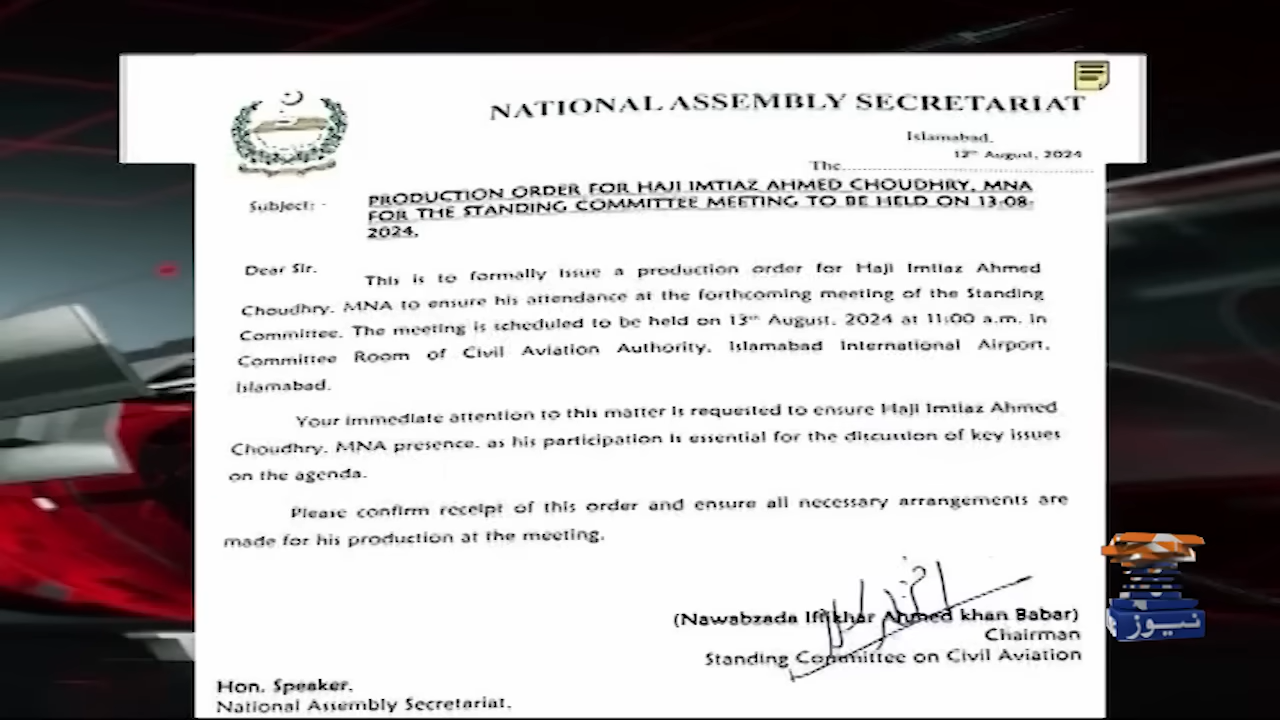 NATIONAL ASSEMBLY SECRETARIAT
Islamabad,
12th August, 2024
The
Subject: -
PRODUCTION ORDER FOR HAJI IMTIAZ AHMED CHOUDHRY, MNA
FOR THE STANDING COMMITTEE MEETING TO BE HELD ON 13-08-
2024.
Dear Sir,
This is to formally issue a production order for Haji Imtiaz Ahmed
Choudhry, MNA to ensure his attendance at the forthcoming meeting of the Standing
Committee. The meeting is scheduled to be held on 13th August, 2024 at 11:00 a.m. in
Committee Room of Civil Aviation Authority, Islamabad International Airport,
Islamabad.
Your immediate attention to this matter is requested to ensure Haji Imtiaz Ahmed
Choudhry, MNA presence, as his participation is essential for the discussion of key issues
on the agenda.
Please confirm receipt of this order and ensure all necessary arrangements are
made for his production at the meeting.
(Nawabzada Iftikhar Ahmed khan Babar)
Chairman
Standing Committee on Civil Aviation
Hon. Speaker,
National Assembly Secretariat.
نیوز